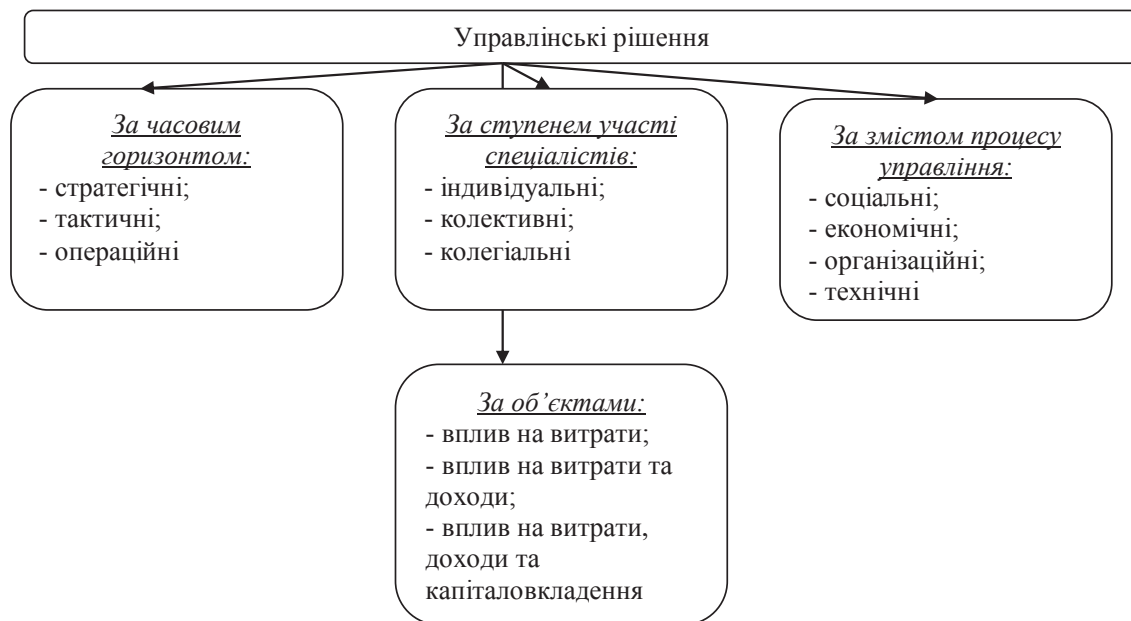 Управлінські рішення
За часовим
горизонтом:
- стратегічні;
- тактичні;
- операційні
За ступенем участі
спеціалістів:
- індивідуальні;
- колективні;
- колегіальні
За змістом процесу
управління:
- соціальні;
- економічні;
- організаційні;
- технічні
За об’єктами:
- вплив на витрати;
- вплив на витрати та
доходи;
- вплив на витрати,
доходи та
капіталовкладення